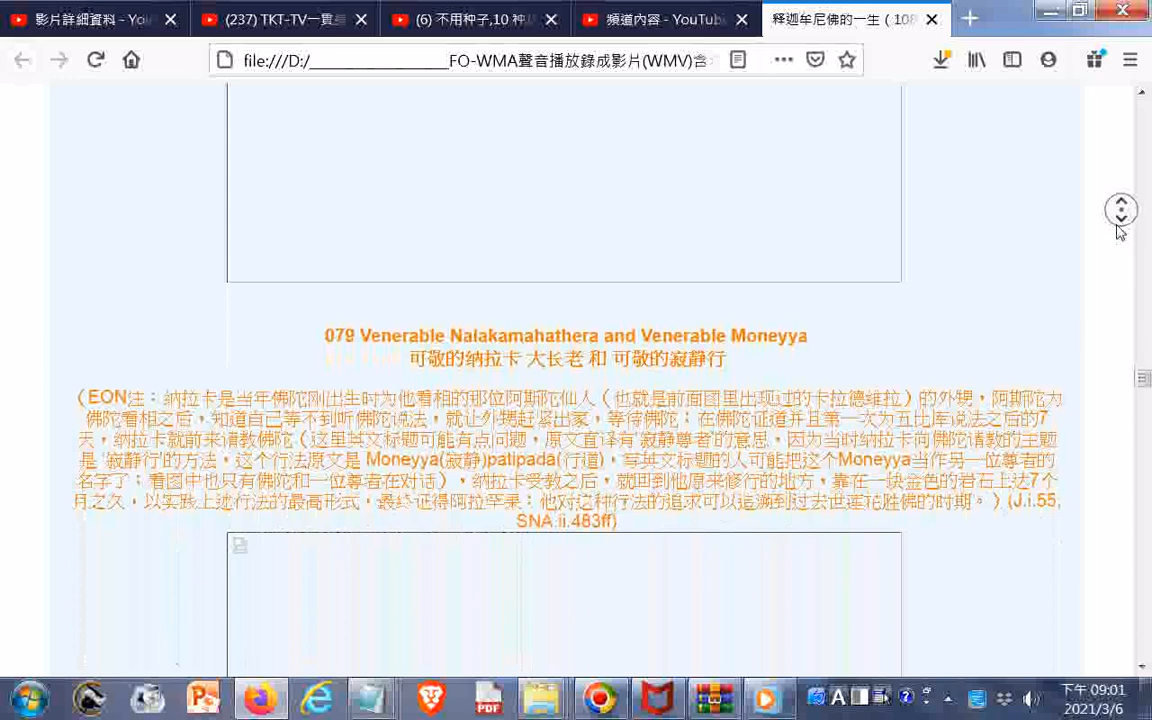 影片詳細資料 - Yo
(237) TKT-TV一貫
(6) 不用种子,10 种
頻道內容 - YouTub
释迦牟尼佛的一生（108
file:///D:/________________FO-WMA聲音播放錄成影片(WMV)含
079 Venerable Nalakamahathera and Venerable Moneyya
可敬的纳拉卡 大长老 和 可敬的寂静行
（EON注：纳拉卡是当年佛陀刚出生时为他看相的那位阿斯陀仙人（也就是前面图里出现过的卡拉德维拉）的外甥，阿斯陀为
佛陀看相之后，知道自己等不到听佛陀说法，就让外甥赶紧出家，等待佛陀；在佛陀证道并且第一次为五比库说法之后的7
天，纳拉卡就前来请教佛陀（这里英文标题可能有点问题，原文直译有‘寂静尊者’的意思，因为当时纳拉卡向佛陀请教的主题
是 ‘寂静行’的方法，这个行法原文是 Moneyya(寂静)patipada(行道)，写英文标题的人可能把这个Moneyya当作另一位尊者的
名字了；看图中也只有佛陀和一位尊者在对话），纳拉卡受教之后，就回到他原来修行的地方，靠在一块金色的岩石上达7个
月之久，以实践上述行法的最高形式，最终证得阿拉罕果；他对这种行法的追求可以追溯到过去世莲花胜佛的时期。）(J.i.55,
SNA.ii.483ff)
PDF
A
下午 09:01
2021/3/6